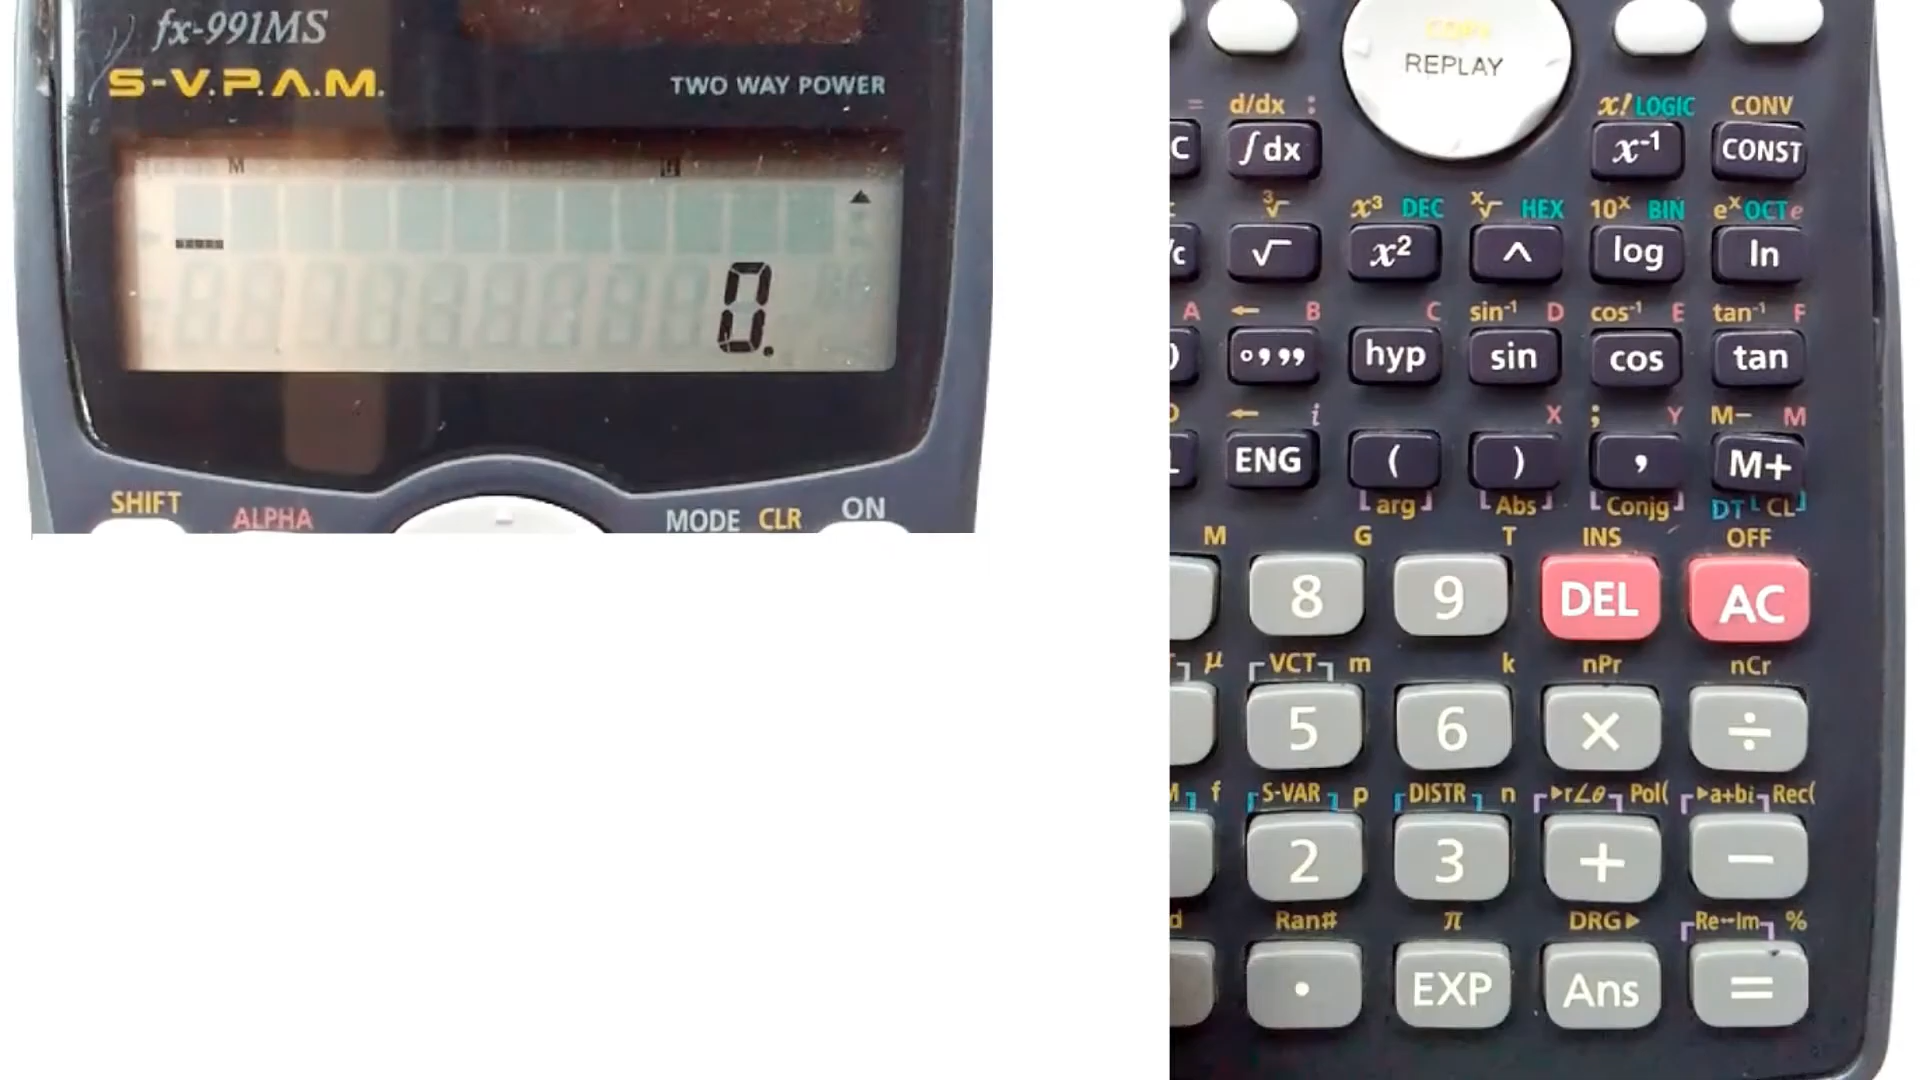 fx-991MS
S-V.P.A.M.
TWO WAY POWER
M D
0.
SHIFT ALPHA MODE CLR ON
COPY
REPLAY
= d/dx : x! LOGIC CONV
C ∫dx x⁻¹ CONST
³√ x³ DEC ˣ√ HEX 10ˣ BIN eˣ OCT e
√ x² ^ log ln
A ← B C sin⁻¹ D cos⁻¹ E tan⁻¹ F
) °,,, hyp sin cos tan
← i X ; Y M– M
ENG ( ) , M+
arg Abs Conjg DT CL
M G T INS OFF
8 9 DEL AC
μ VCT m k nPr nCr
5 6 × ÷
M f S-VAR p DISTR n ▶r∠θ Pol( ▶a+bi Rec(
2 3 + −
d Ran# π DRG▶ Re↔Im %
. EXP Ans =